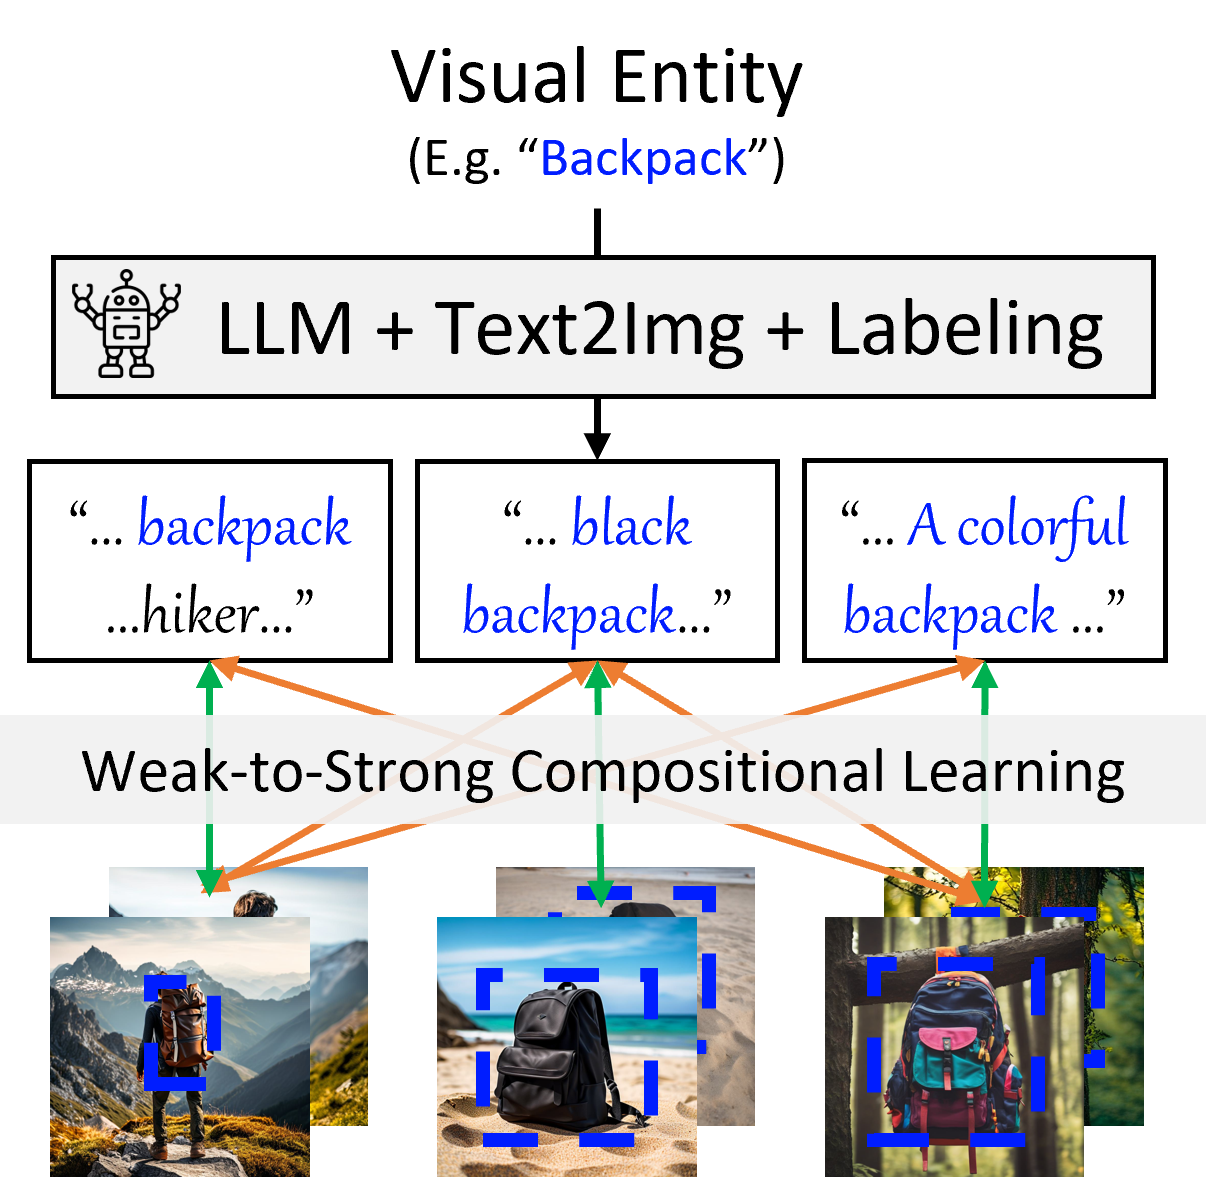 Visual Entity
(E.g. “Backpack”)
LLM + Text2Img + Labeling
“... backpack
...hiker...”
“... black
backpack...”
“... A colorful
backpack ...”
Weak-to-Strong Compositional Learning